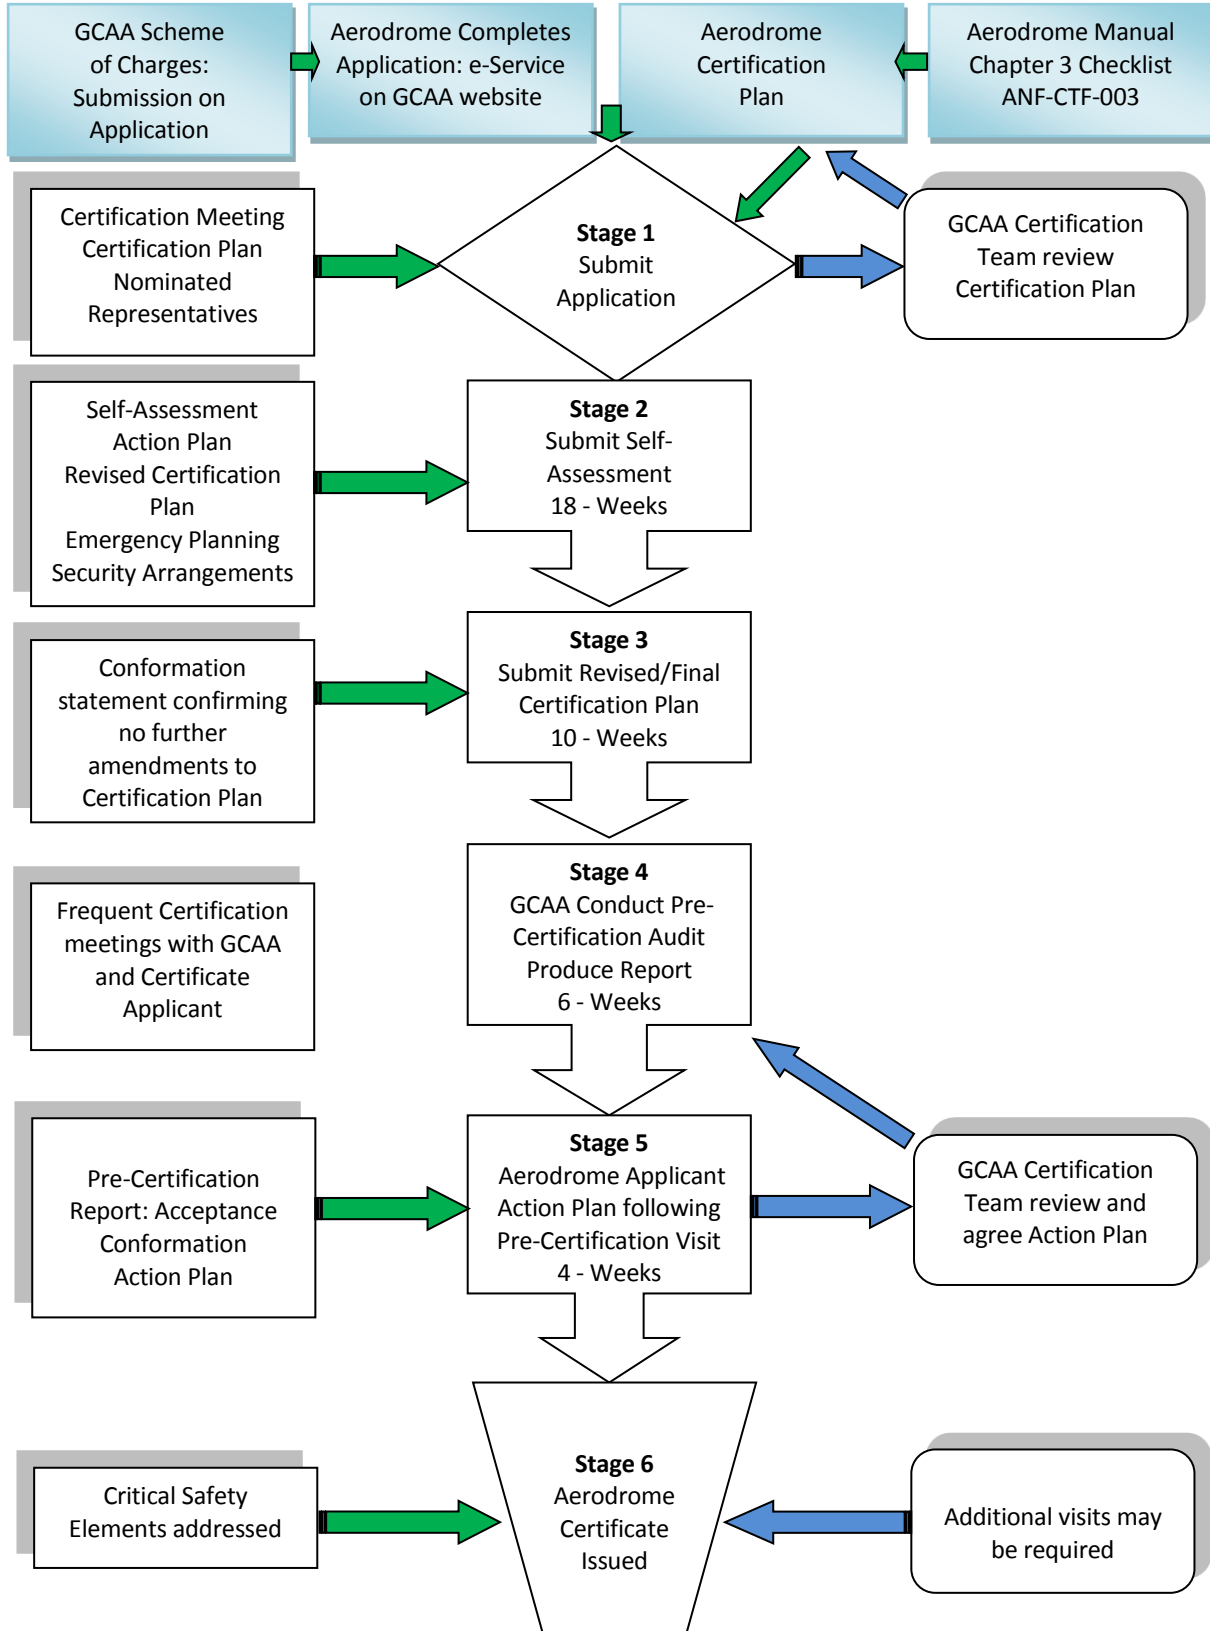 GCAA Scheme
of Charges:
Submission on
Application
Aerodrome Completes
Application: e-Service
on GCAA website
Aerodrome
Certification
Plan
Aerodrome Manual
Chapter 3 Checklist
ANF-CTF-003
Certification Meeting
Certification Plan
Nominated
Representatives
Stage 1
Submit
Application
GCAA Certification
Team review
Certification Plan
Self-Assessment
Action Plan
Revised Certification
Plan
Emergency Planning
Security Arrangements
Stage 2
Submit Self-
Assessment
18 - Weeks
Conformation
statement confirming
no further
amendments to
Certification Plan
Stage 3
Submit Revised/Final
Certification Plan
10 - Weeks
Frequent Certification
meetings with GCAA
and Certificate
Applicant
Stage 4
GCAA Conduct Pre-
Certification Audit
Produce Report
6 - Weeks
Pre-Certification
Report: Acceptance
Conformation
Action Plan
Stage 5
Aerodrome Applicant
Action Plan following
Pre-Certification Visit
4 - Weeks
GCAA Certification
Team review and
agree Action Plan
Critical Safety
Elements addressed
Stage 6
Aerodrome
Certificate
Issued
Additional visits may
be required